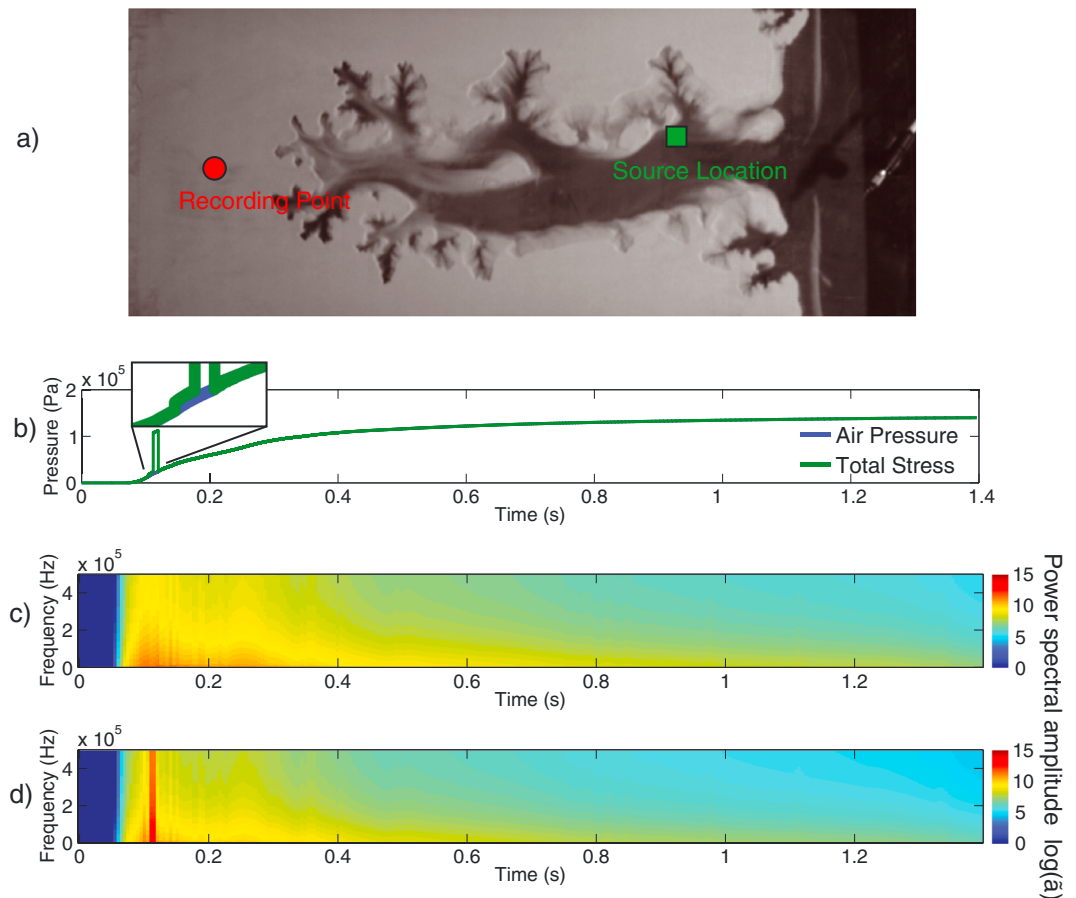 a)
Recording Point
Source Location
b)
x 10^5
Pressure (Pa)
2
1
0
0
0.2
0.4
0.6
0.8
1
1.2
1.4
Time (s)
Air Pressure
Total Stress
c)
x 10^5
Frequency (Hz)
4
2
0
0
0.2
0.4
0.6
0.8
1
1.2
Time (s)
15
10
5
0
d)
x 10^5
Frequency (Hz)
4
2
0
0
0.2
0.4
0.6
0.8
1
1.2
Time (s)
15
10
5
0
Power spectral amplitude log(ã)